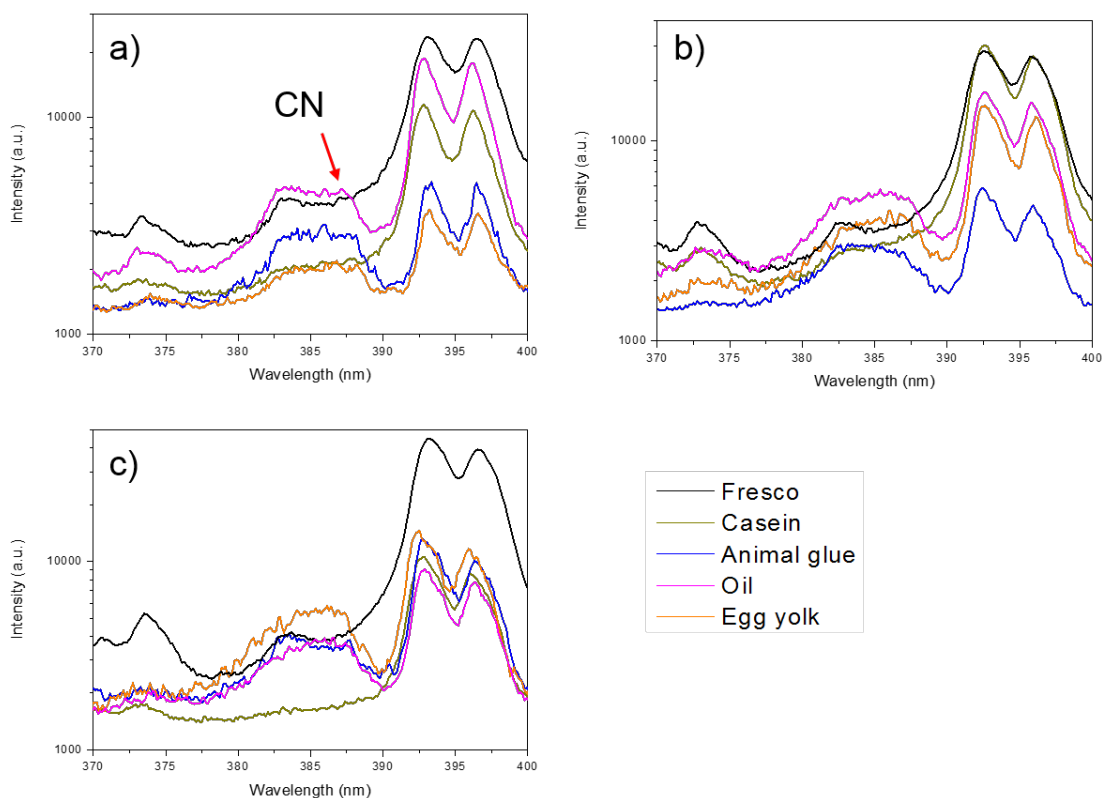 a)
CN
Intensity (a.u.)
10000
1000
370 375 380 385 390 395 400
Wavelength (nm)
b)
Intensity (a.u.)
10000
1000
370 375 380 385 390 395 400
Wavelength (nm)
c)
Intensity (a.u.)
10000
1000
370 375 380 385 390 395 400
Wavelength (nm)
Fresco
Casein
Animal glue
Oil
Egg yolk